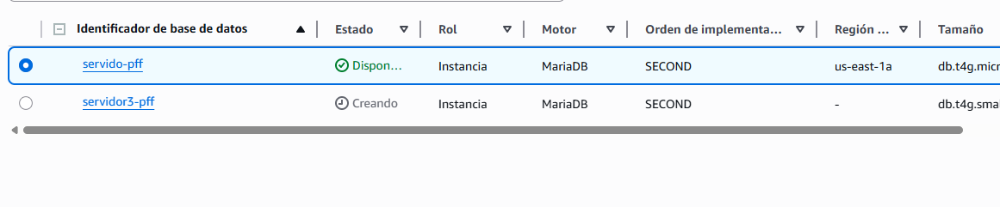 Identificador de base de datos Estado Rol Motor Orden de implementa... Región ... Tamaño
servido-pff Dispon... Instancia MariaDB SECOND us-east-1a db.t4g.micr
servidor3-pff Creando Instancia MariaDB SECOND - db.t4g.sma